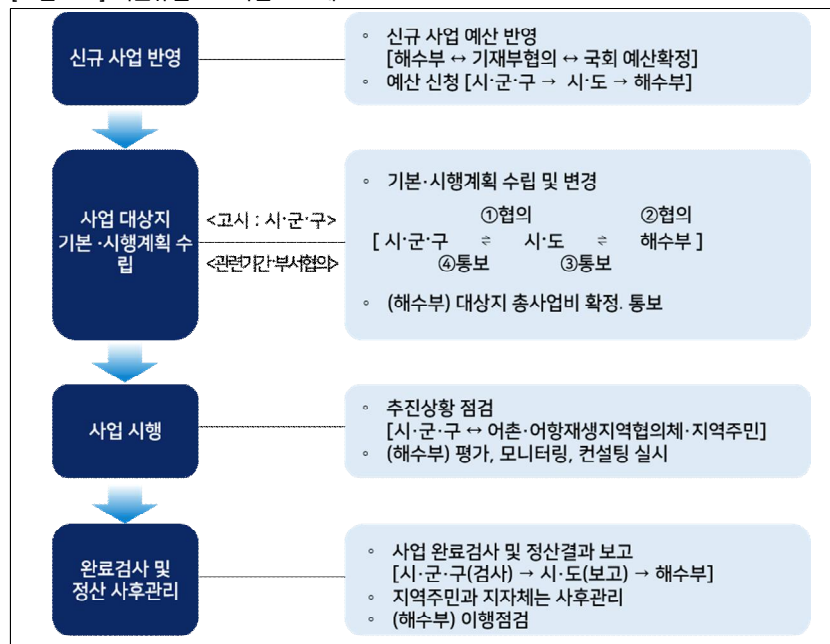 신규 사업 반영
◦ 신규 사업 예산 반영
[해수부 ↔ 기재부협의 ↔ 국회 예산확정]
◦ 예산 신청 [시·군·구 → 시·도 → 해수부]
사업 대상지
기본·시행계획 수
립
<고시 : 시·군·구>
<관련기간·부서협의>
◦ 기본·시행계획 수립 및 변경
①협의 ②협의
[ 시·군·구 ⇄ 시·도 ⇄ 해수부 ]
④통보 ③통보
◦ (해수부) 대상지 총사업비 확정. 통보
사업 시행
◦ 추진상황 점검
[시·군·구 ↔ 어촌·어항재생지역협의체·지역주민]
◦ (해수부) 평가, 모니터링, 컨설팅 실시
완료검사 및
정산 사후관리
◦ 사업 완료검사 및 정산결과 보고
[시·군·구(검사) → 시·도(보고) → 해수부]
◦ 지역주민과 지자체는 사후관리
◦ (해수부) 이행점검